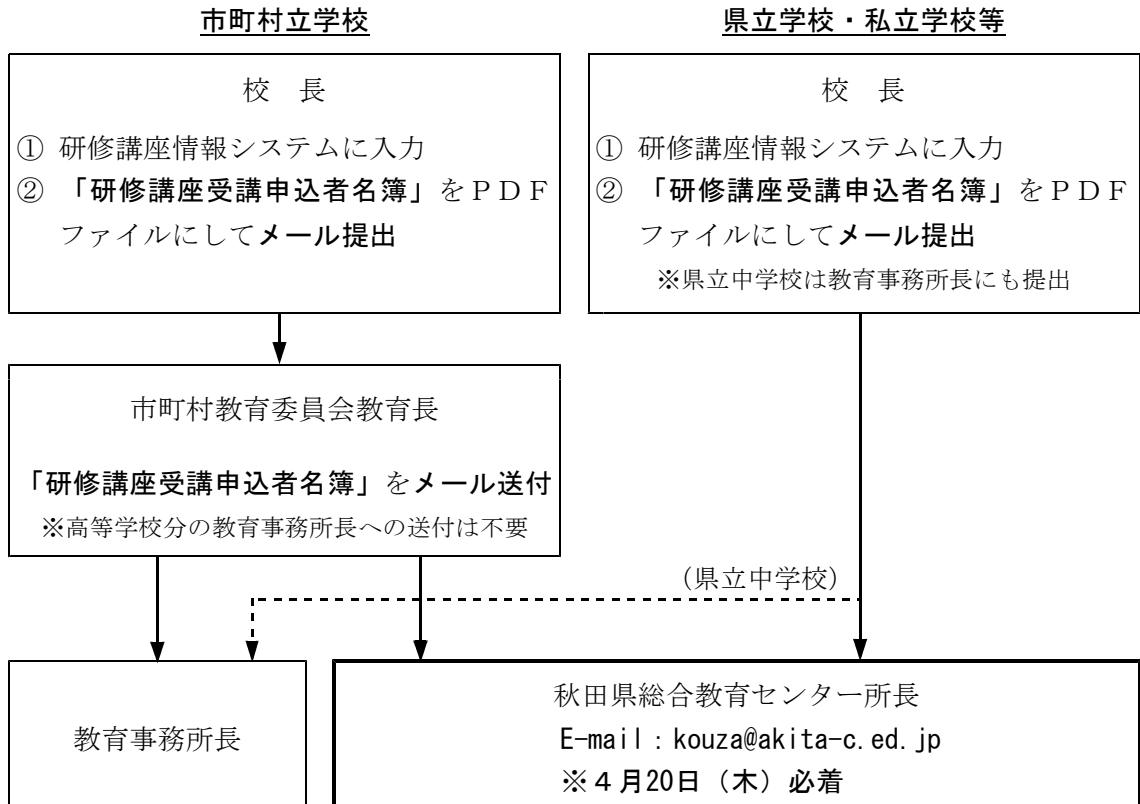 市町村立学校
校　長
① 研修講座情報システムに入力
② 「研修講座受講申込者名簿」をＰＤＦ
ファイルにしてメール提出
県立学校・私立学校等
校　長
① 研修講座情報システムに入力
② 「研修講座受講申込者名簿」をＰＤＦ
ファイルにしてメール提出
※県立中学校は教育事務所長にも提出
市町村教育委員会教育長
「研修講座受講申込者名簿」をメール送付
※高等学校分の教育事務所長への送付は不要
（県立中学校）
教育事務所長
秋田県総合教育センター所長
E-mail：kouza@akita-c.ed.jp
※４月20日（木）必着